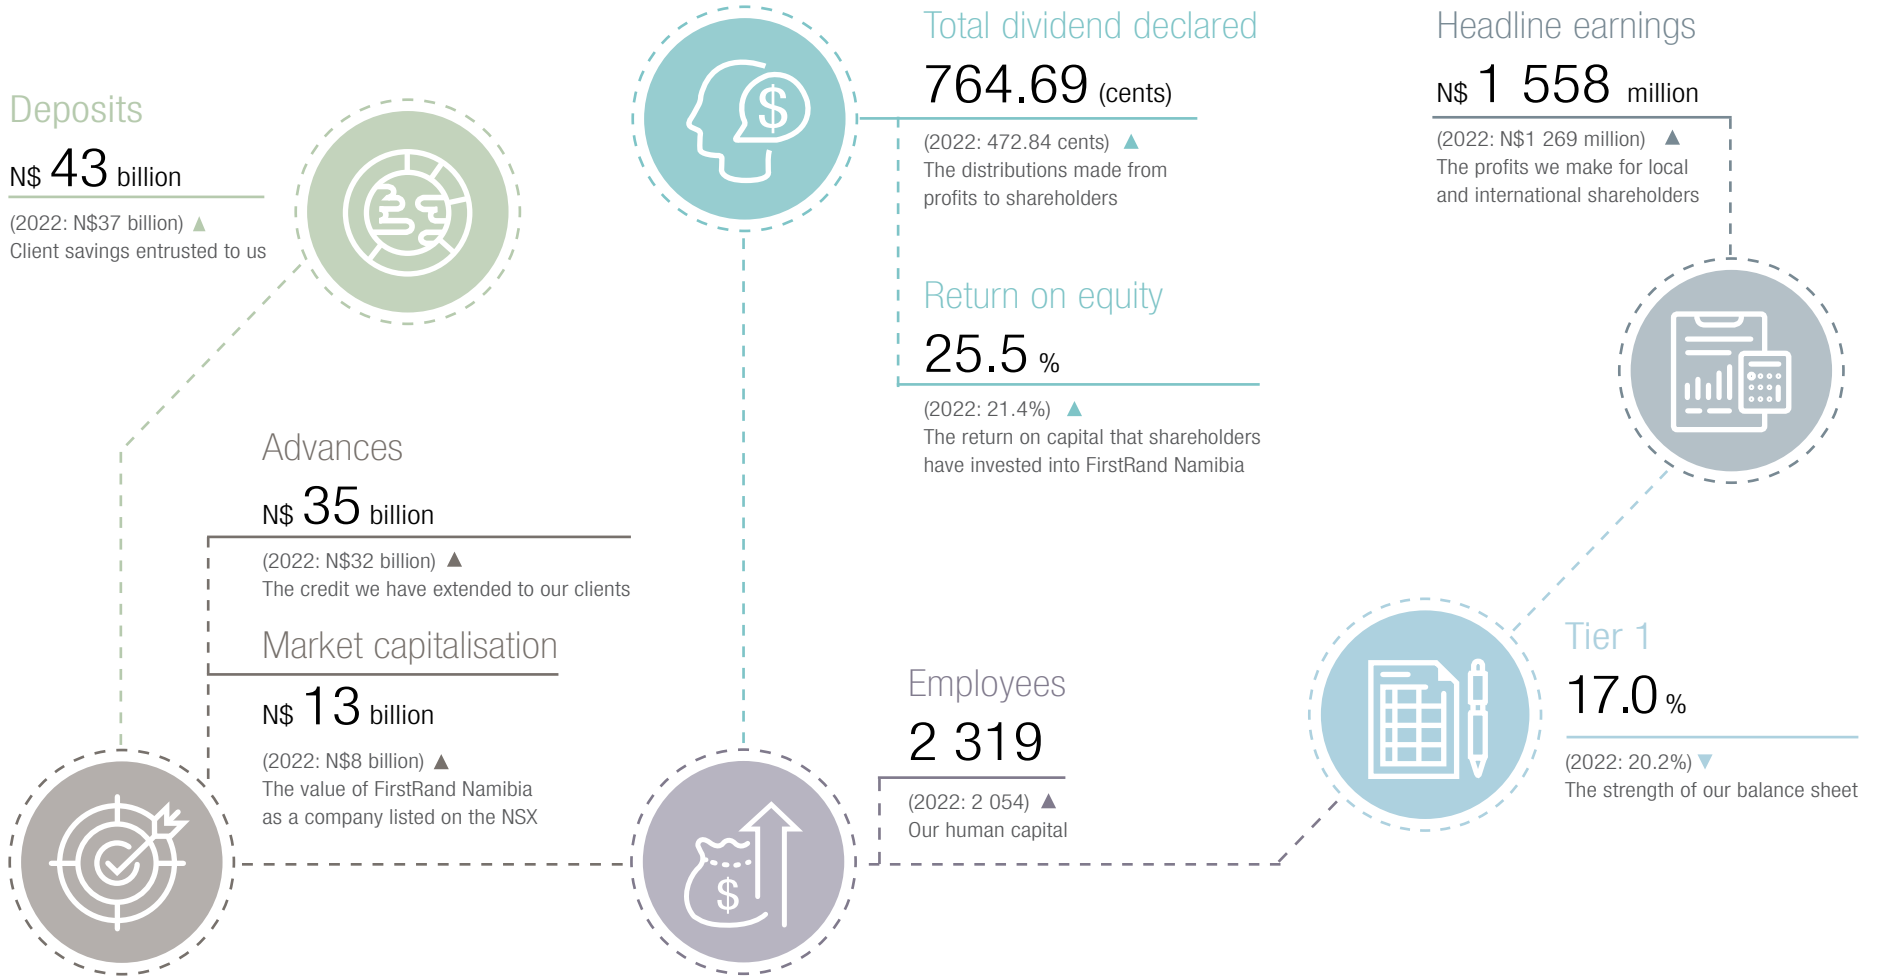 Deposits
N$ 43 billion
(2022: N$37 billion) ▲
Client savings entrusted to us
Advances
N$ 35 billion
(2022: N$32 billion) ▲
The credit we have extended to our clients
Market capitalisation
N$ 13 billion
(2022: N$8 billion) ▲
The value of FirstRand Namibia
as a company listed on the NSX
$
Total dividend declared
764.69 (cents)
(2022: 472.84 cents) ▲
The distributions made from
profits to shareholders
Return on equity
25.5 %
(2022: 21.4%) ▲
The return on capital that shareholders
have invested into FirstRand Namibia
$
Employees
2 319
(2022: 2 054) ▲
Our human capital
Headline earnings
N$ 1 558 million
(2022: N$1 269 million) ▲
The profits we make for local
and international shareholders
Tier 1
17.0 %
(2022: 20.2%) ▼
The strength of our balance sheet